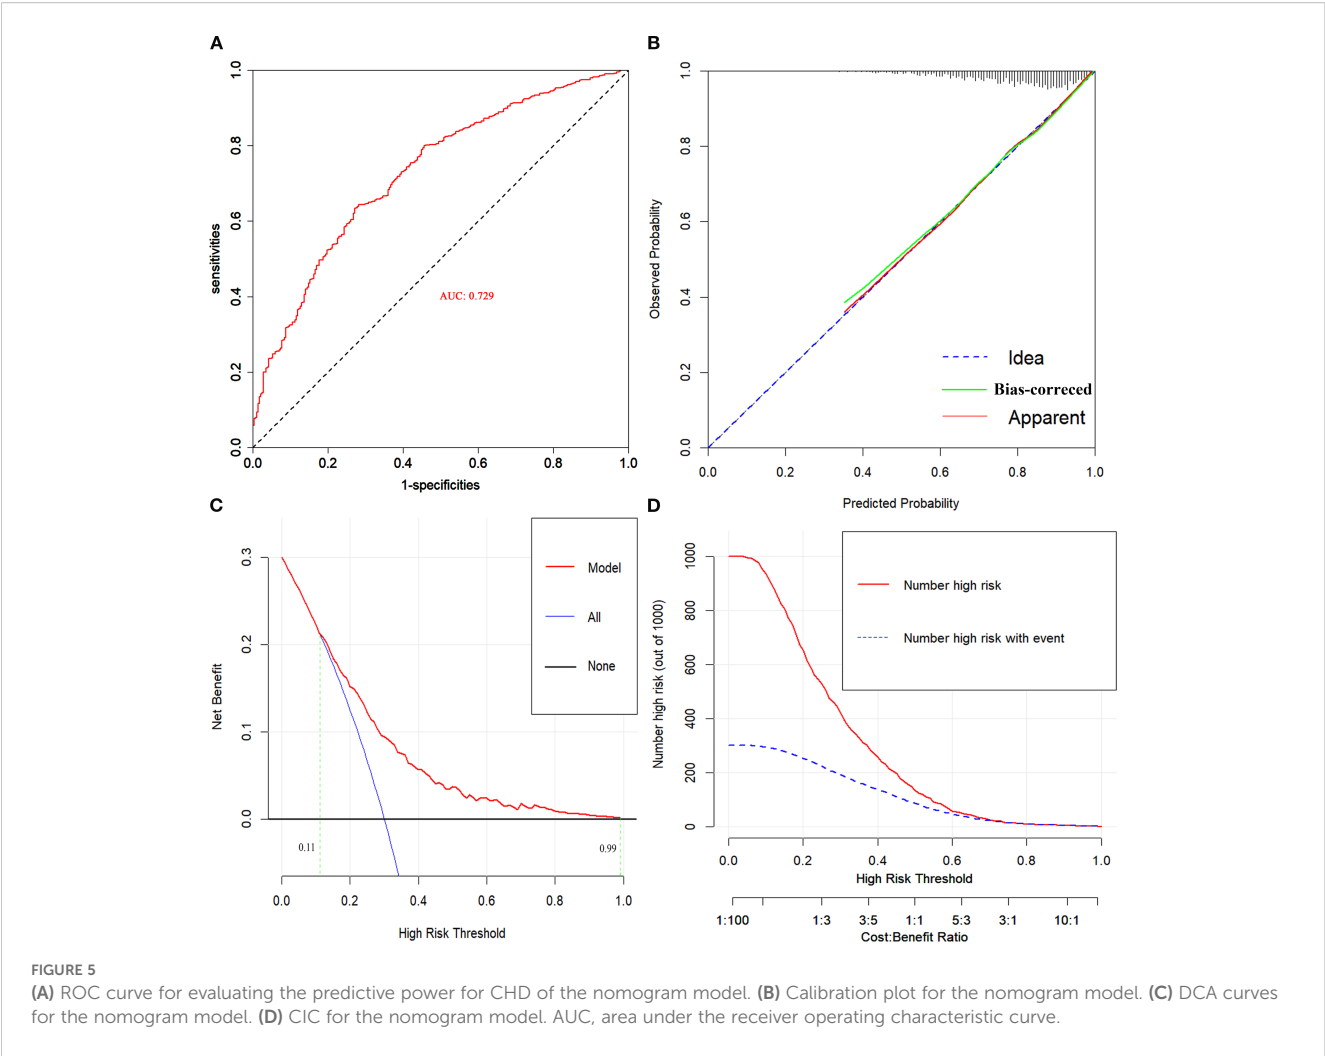 A
1.0
0.8
0.6
0.4
0.2
0.0
sensitivities
AUC: 0.729
0.0 0.2 0.4 0.6 0.8 1.0
1-specificities
B
1.0
0.8
0.6
0.4
0.2
0.0
Observed Probability
Idea
Bias-correced
Apparent
0.0 0.2 0.4 0.6 0.8 1.0
Predicted Probability
C
0.3
0.2
0.1
0.0
Net Benefit
Model
All
None
0.11
0.99
0.0 0.2 0.4 0.6 0.8 1.0
High Risk Threshold
D
1000
800
600
400
200
0
Number high risk (out of 1000)
Number high risk
Number high risk with event
0.0 0.2 0.4 0.6 0.8 1.0
High Risk Threshold
1:100 1:3 3:5 1:1 5:3 3:1 10:1
Cost:Benefit Ratio
FIGURE 5
(A) ROC curve for evaluating the predictive power for CHD of the nomogram model. (B) Calibration plot for the nomogram model. (C) DCA curves
for the nomogram model. (D) CIC for the nomogram model. AUC, area under the receiver operating characteristic curve.